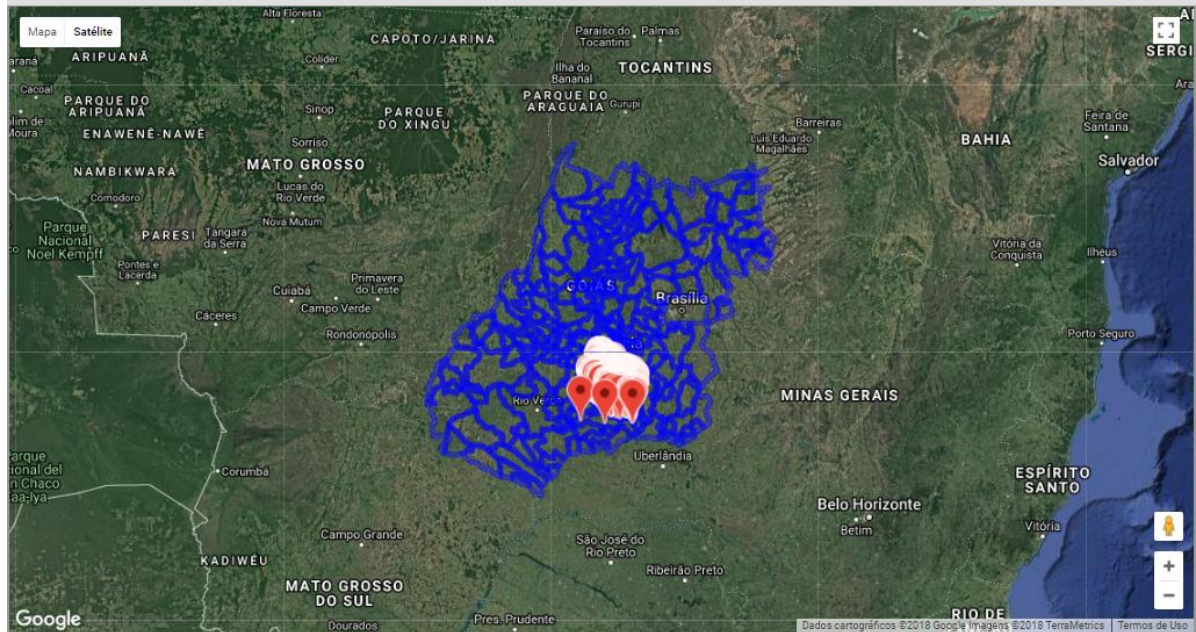 Mapa
Satélite
Alta Floresta
CAPOTO/JARINA
Paraíso do
Tocantins
Palmas
ARIPUANÃ
Colíder
Ilha do
Bananal
TOCANTINS
SERGI
Cacoal
PARQUE DO
ARIPUANÃ
Sinop
PARQUE
DO XINGU
PARQUE DO
ARAGUAIA
Gurupi
Moura
ENAWENÊ-NAWÊ
Sorriso
Barreiras
Luís Eduardo
Magalhães
BAHIA
Feira de
Santana
NAMBIKWARA
MATO GROSSO
Salvador
Comodoro
Lucas do
Rio Verde
Parque
Nacional
Noel Kempff
PARESI
Tangará
da Serra
Nova Mutum
Vitória da
Conquista
Ilhéus
Pontes e
Lacerda
Cuiabá
Primavera
do Leste
GOIÁS
Brasília
Cáceres
Campo Verde
Rondonópolis
Porto Seguro
Rio Verde
MINAS GERAIS
Corumbá
Uberlândia
ESPÍRITO
SANTO
Belo Horizonte
Betim
Vitória
Campo Grande
São José do
Rio Preto
KADIWÉU
Ribeirão Preto
MATO GROSSO
DO SUL
Google
Dourados
Pres. Prudente
RIO DE
Dados cartográficos ©2018 Google Imagens ©2018 TerraMetrics
Termos de Uso